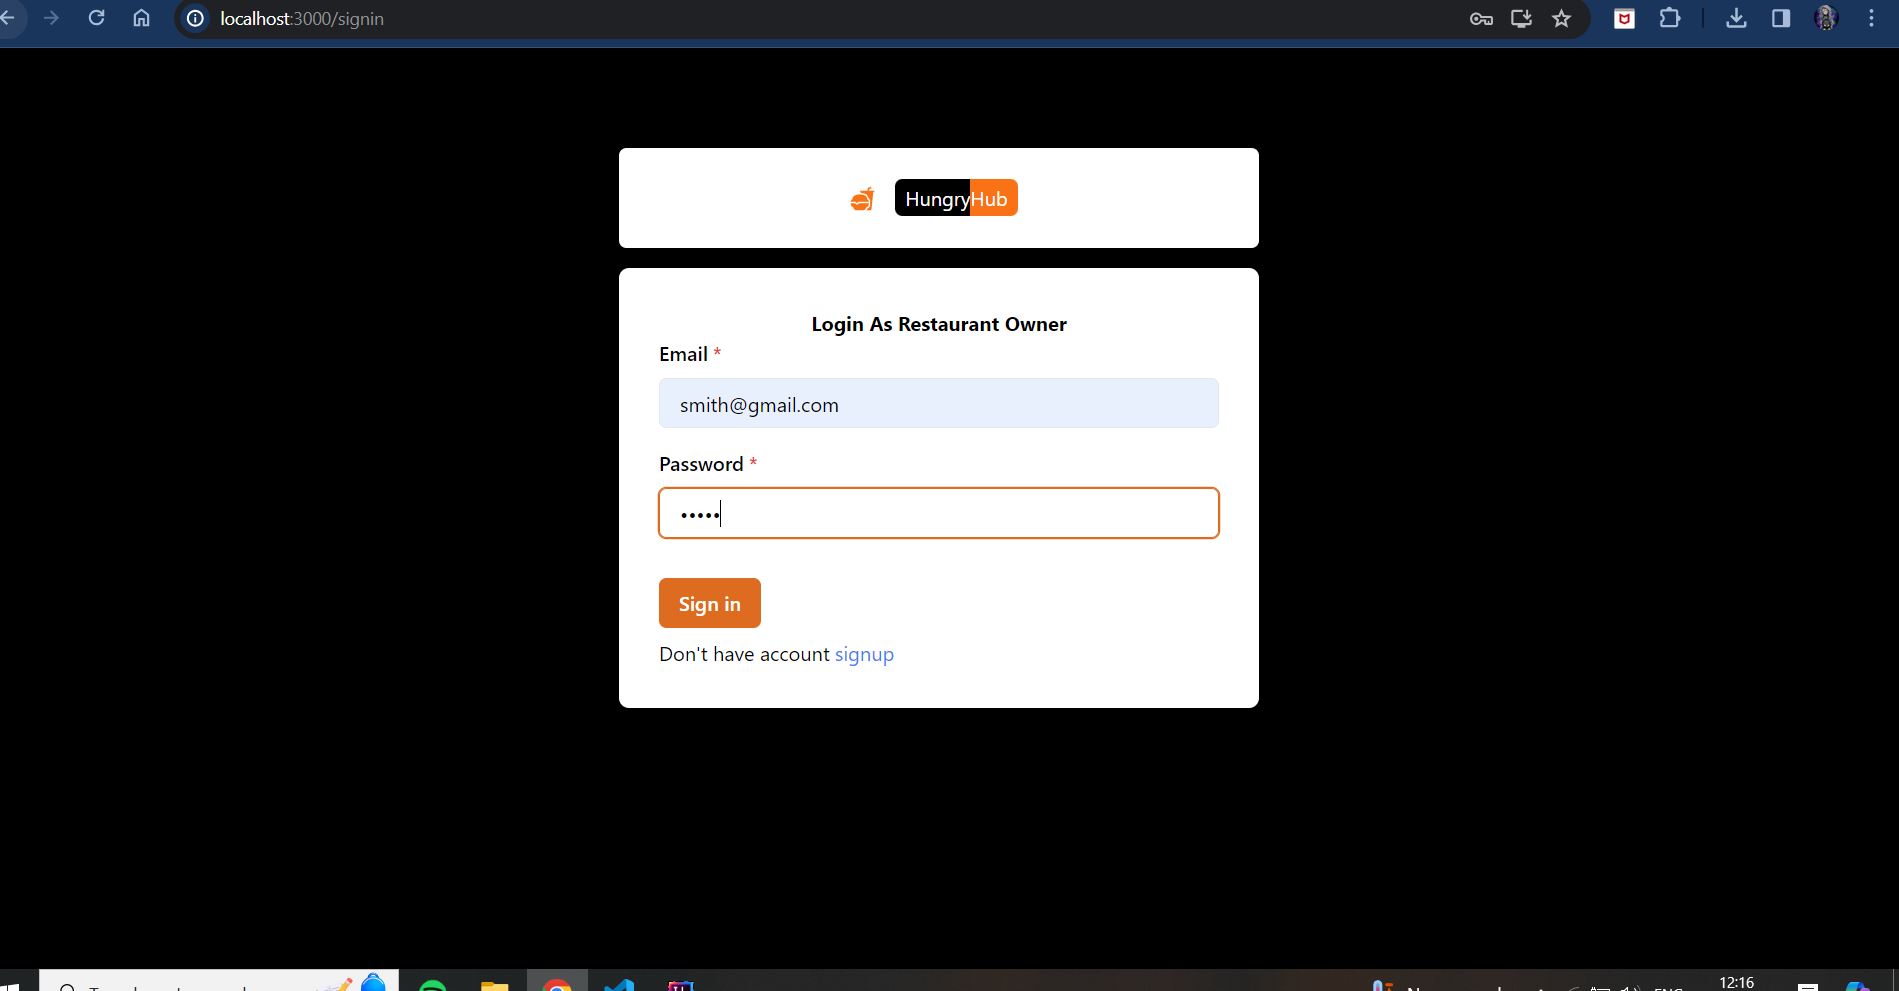 localhost:3000/signin
HungryHub
Login As Restaurant Owner
Email *
smith@gmail.com
Password *
•••••
Sign in
Don't have account signup
12:16